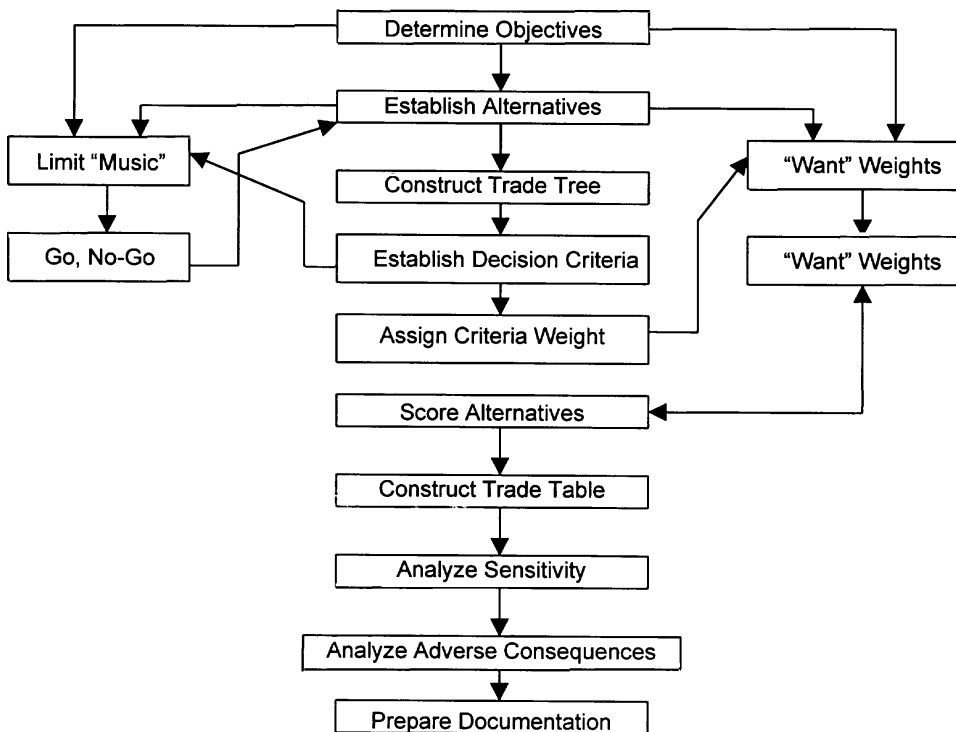 Determine Objectives
Establish Alternatives
Limit “Music”
“Want” Weights
Construct Trade Tree
Go, No-Go
Establish Decision Criteria
“Want” Weights
Assign Criteria Weight
Score Alternatives
Construct Trade Table
Analyze Sensitivity
Analyze Adverse Consequences
Prepare Documentation